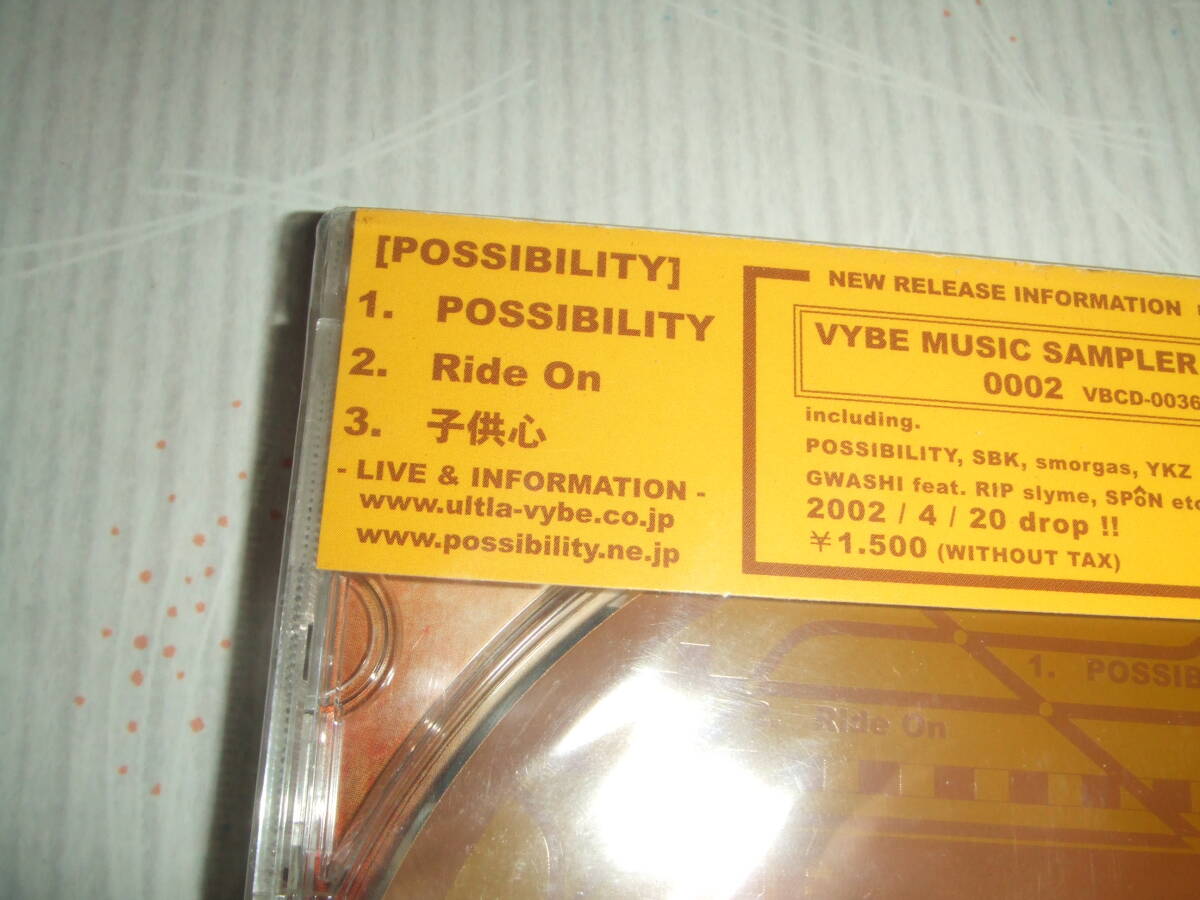 [POSSIBILITY]
1. POSSIBILITY
2. Ride On
3. 子供心
- LIVE & INFORMATION -
www.ultla-vybe.co.jp
www.possibility.ne.jp
NEW RELEASE INFORMATION
VYBE MUSIC SAMPLER
0002 VBCD-0036
including.
POSSIBILITY, SBK, smorgas, YKZ
GWASHI feat. RIP slyme, SPôN etc
2002 / 4 / 20 drop !!
¥1.500 (WITHOUT TAX)
1. POSSIB
Ride On